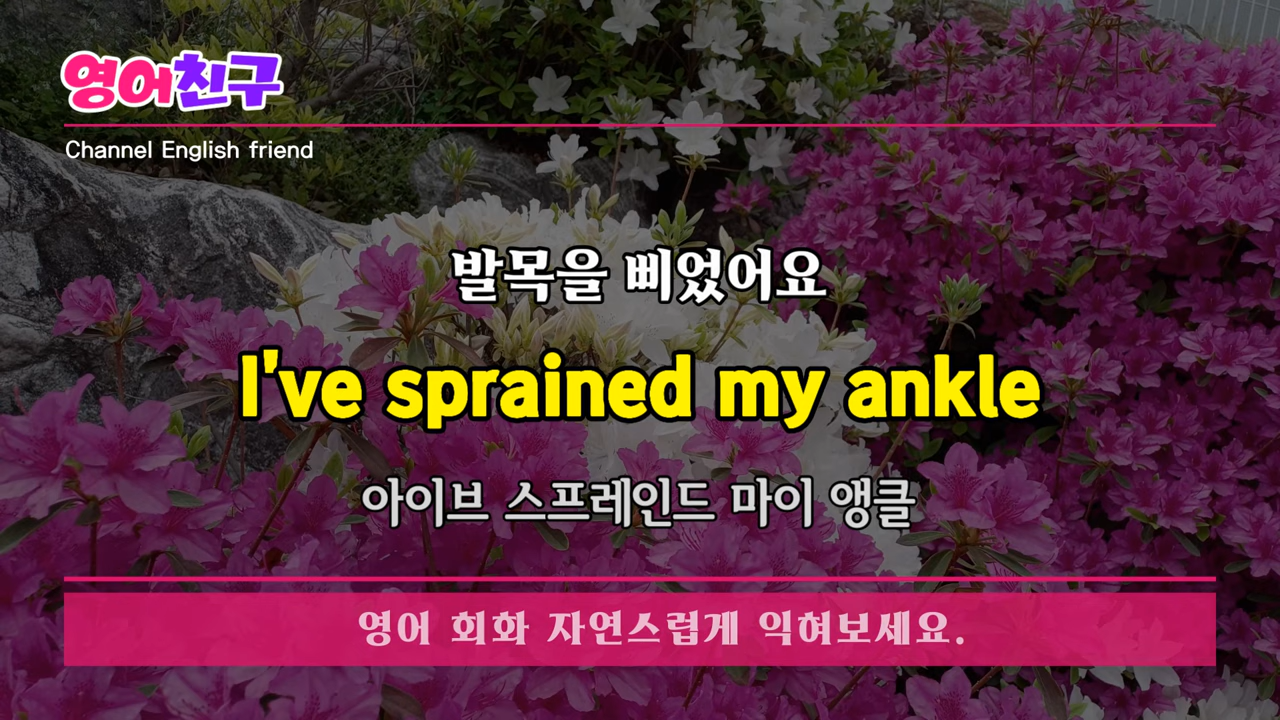 영어친구
Channel English friend
발목을 삐었어요
I've sprained my ankle
아이브 스프레인드 마이 앵클
영어 회화 자연스럽게 익혀보세요.